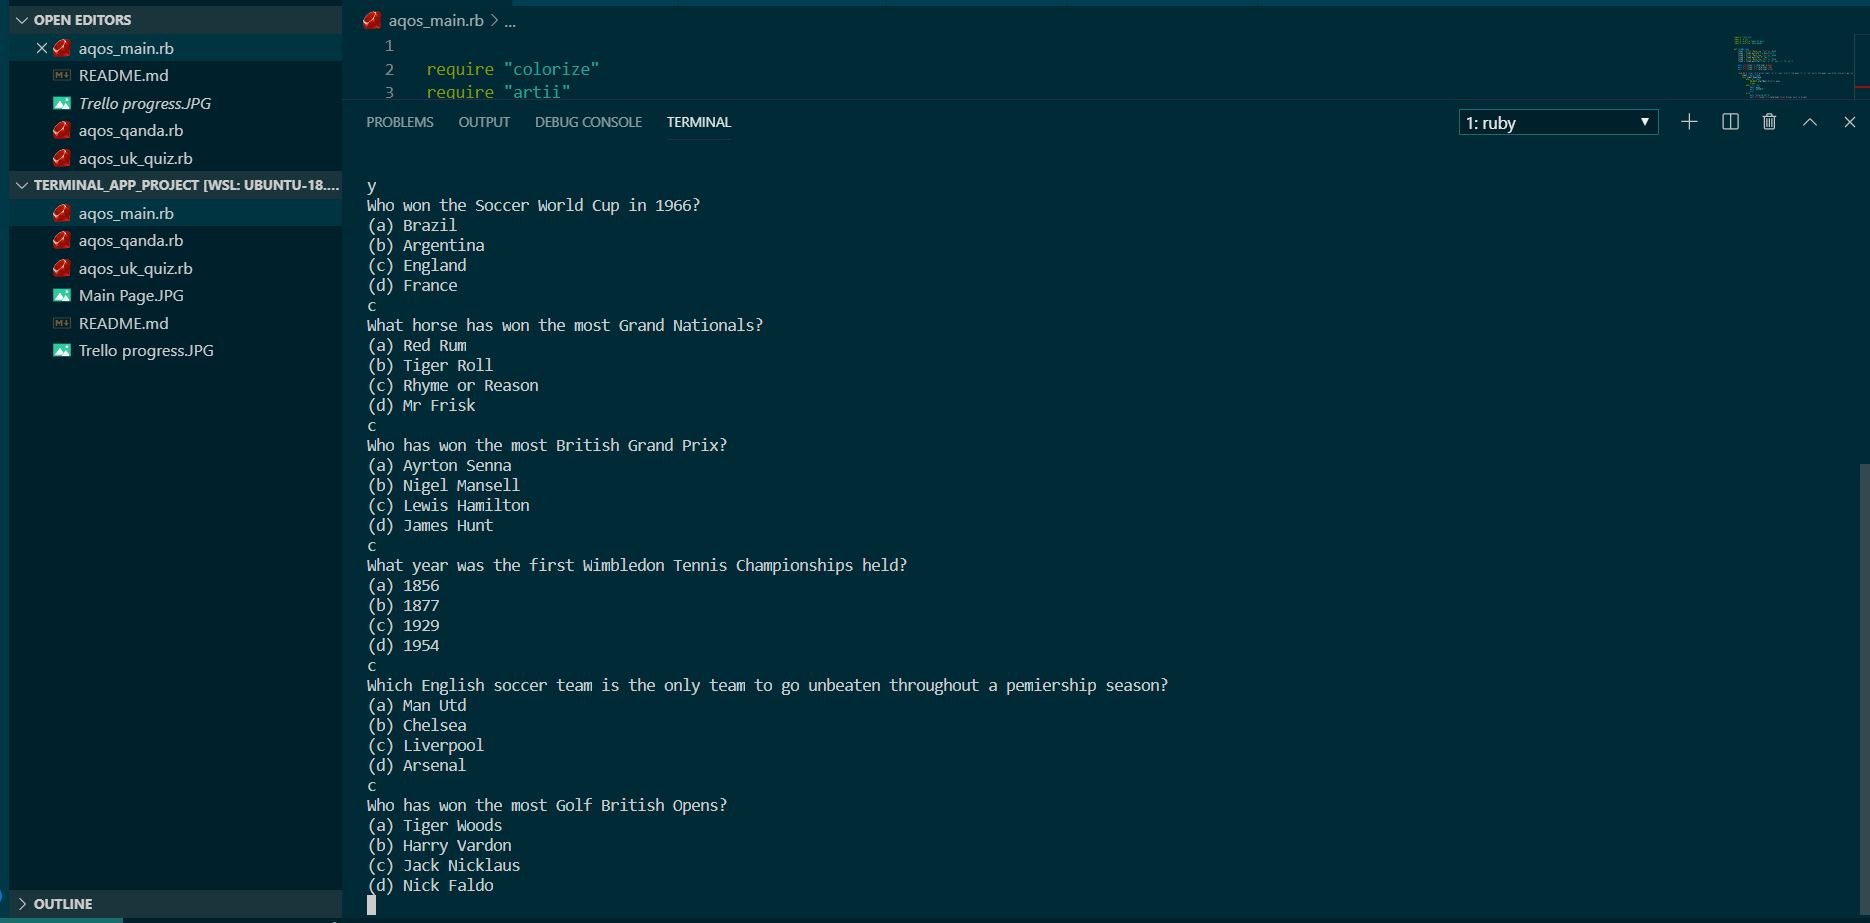 OPEN EDITORS
aqos_main.rb
README.md
Trello progress.JPG
aqos_qanda.rb
aqos_uk_quiz.rb
TERMINAL_APP_PROJECT [WSL: UBUNTU-18....
aqos_main.rb
aqos_qanda.rb
aqos_uk_quiz.rb
Main Page.JPG
README.md
Trello progress.JPG
OUTLINE
aqos_main.rb > ...
1
2 require "colorize"
3 require "artii"
PROBLEMS OUTPUT DEBUG CONSOLE TERMINAL 1: ruby
y
Who won the Soccer World Cup in 1966?
(a) Brazil
(b) Argentina
(c) England
(d) France
c
What horse has won the most Grand Nationals?
(a) Red Rum
(b) Tiger Roll
(c) Rhyme or Reason
(d) Mr Frisk
c
Who has won the most British Grand Prix?
(a) Ayrton Senna
(b) Nigel Mansell
(c) Lewis Hamilton
(d) James Hunt
c
What year was the first Wimbledon Tennis Championships held?
(a) 1856
(b) 1877
(c) 1929
(d) 1954
c
Which English soccer team is the only team to go unbeaten throughout a pemiership season?
(a) Man Utd
(b) Chelsea
(c) Liverpool
(d) Arsenal
c
Who has won the most Golf British Opens?
(a) Tiger Woods
(b) Harry Vardon
(c) Jack Nicklaus
(d) Nick Faldo